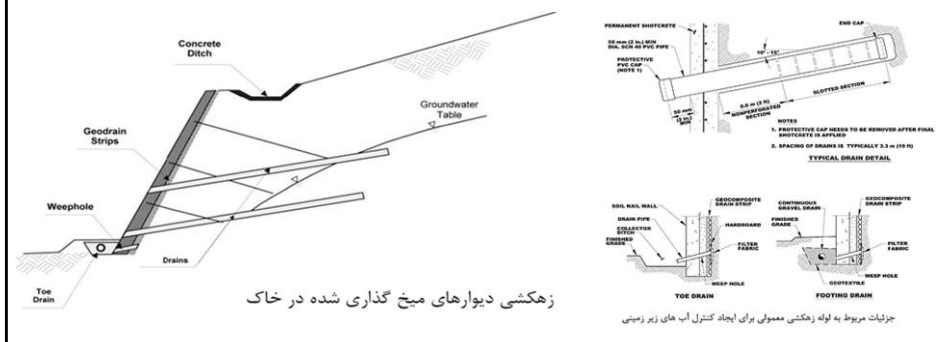 Concrete
Ditch
Groundwater
Table
Geodrain
Strips
Weephole
Drains
Toe
Drain
زهکشی دیوارهای میخ گذاری شده در خاک
PERMANENT SHOTCRETE
50 mm (2 in.) MIN
DIA. SCH 40 PVC PIPE
PROTECTIVE
PVC CAP
(NOTE 1)
END CAP
10° - 15°
SLOTTED SECTION
0.6 m (2 ft)
NONPERFORATED
SECTION
50 mm
(2 in.)
MIN
NOTES
1. PROTECTIVE CAP NEEDS TO BE REMOVED AFTER FINAL
SHOTCRETE IS APPLIED
2. SPACING OF DRAINS IS TYPICALLY 3.3 m (10 ft)
TYPICAL DRAIN DETAIL
SOIL NAIL WALL
DRAIN PIPE
COLLECTOR
DITCH
FINISHED
GRADE
GEOCOMPOSITE
DRAIN STRIP
HARDBOARD
FILTER
FABRIC
WEEP HOLE
TOE DRAIN
CONTINUOUS
GRAVEL DRAIN
FINISHED
GRADE
GEOCOMPOSITE
DRAIN STRIP
FILTER
FABRIC
WEEP HOLE
GEOTEXTILE
FOOTING DRAIN
جزئیات مربوط به لوله زهکشی معمولی برای ایجاد کنترل آب های زیر زمینی